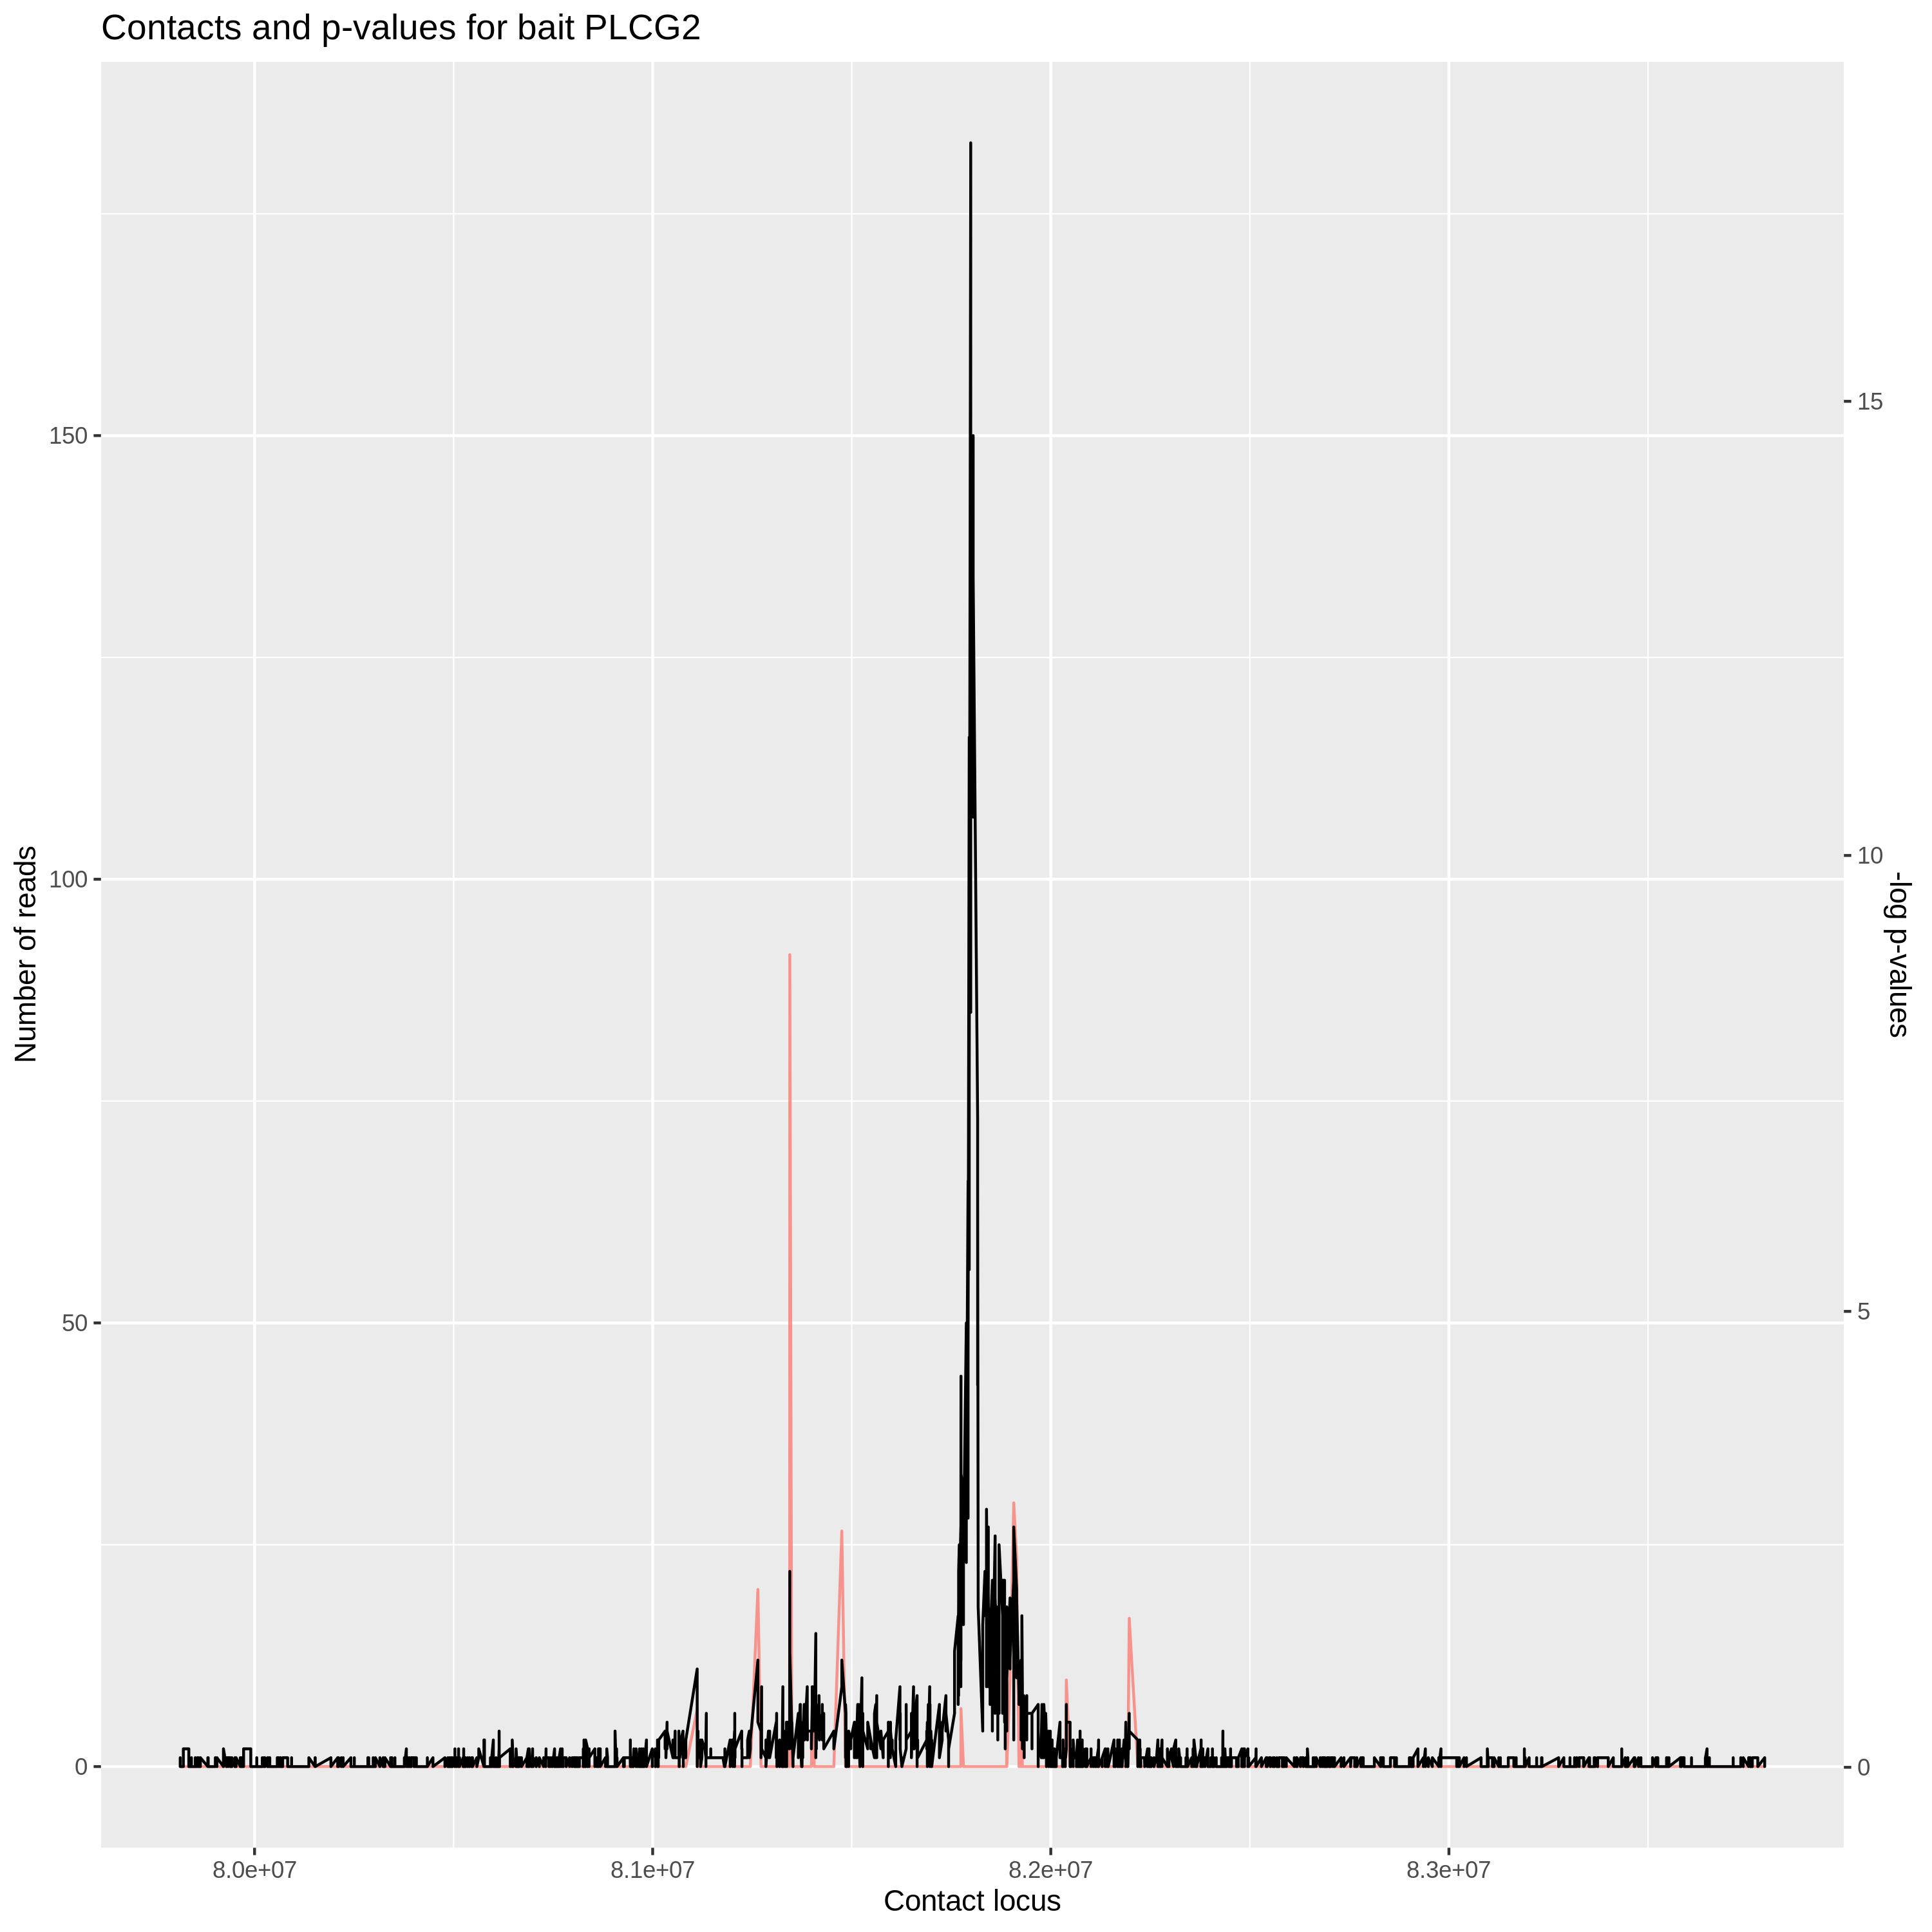 Contacts and p-values for bait PLCG2
Number of reads
150
100
50
0
15
10
5
0
-log p-values
8.0e+07 8.1e+07 8.2e+07 8.3e+07
Contact locus